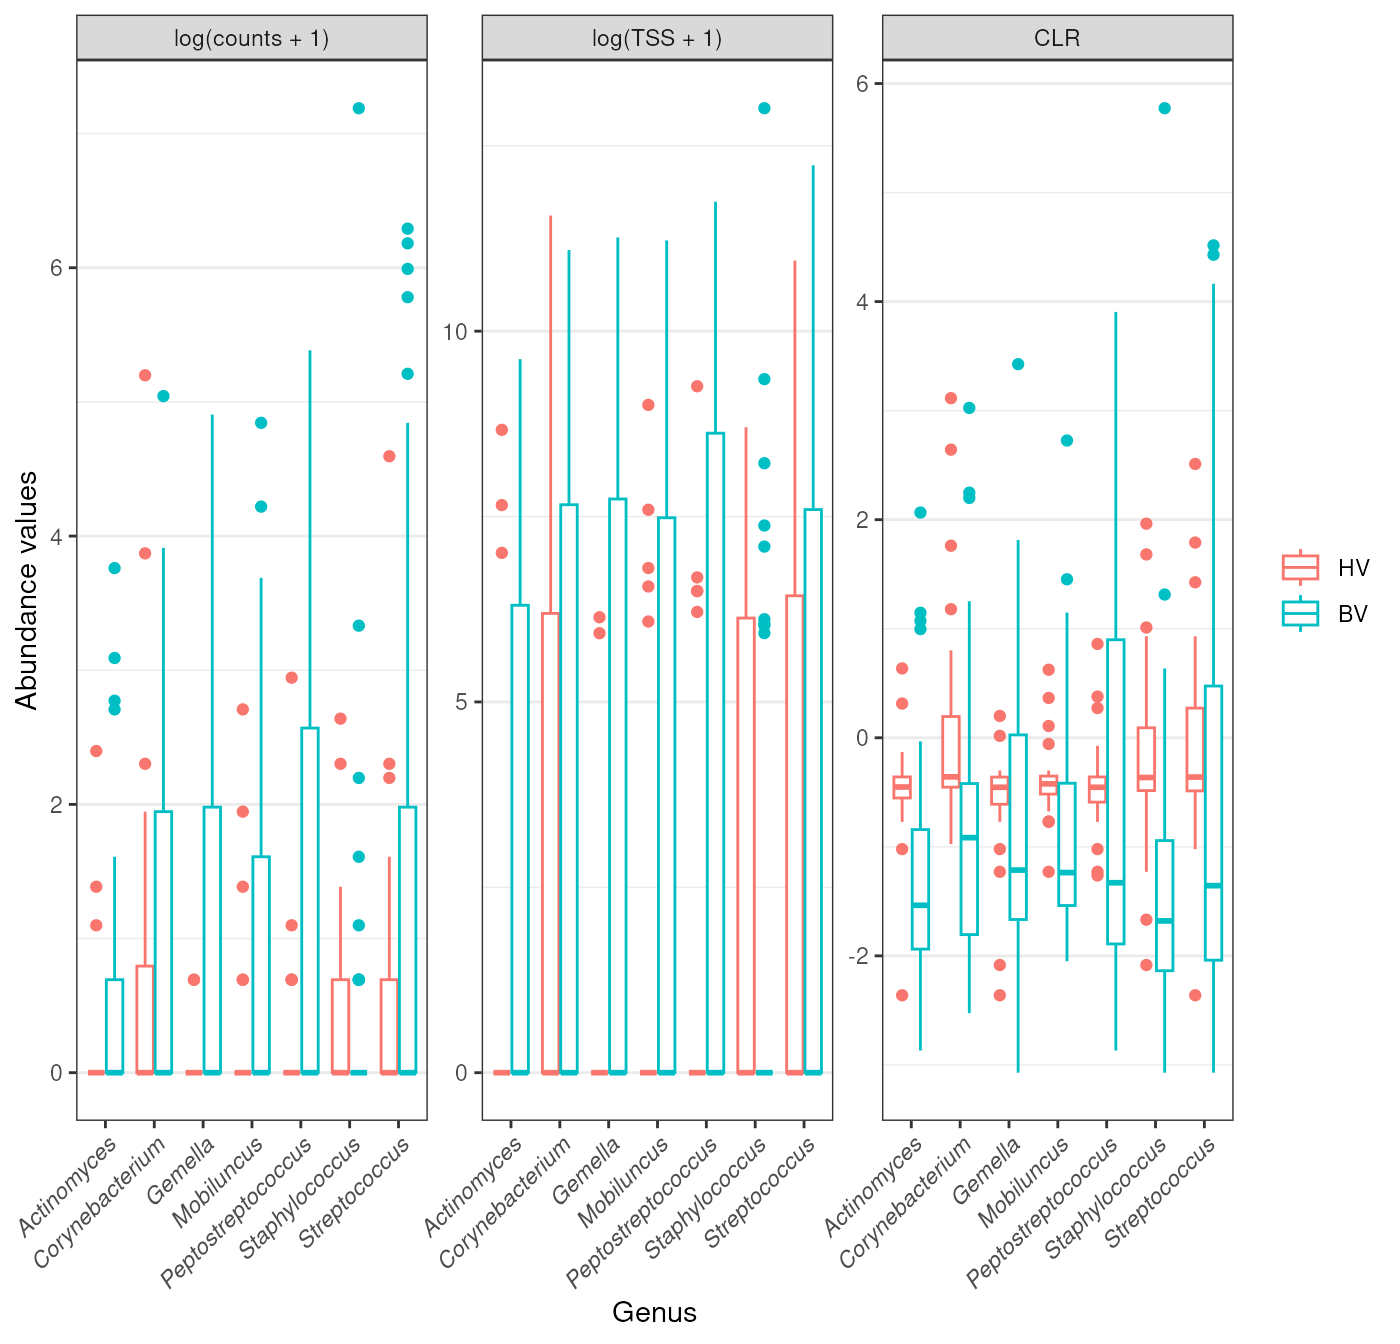 log(counts + 1)
log(TSS + 1)
CLR
Abundance values
6
4
2
0
10
5
0
6
4
2
0
-2
Actinomyces
Corynebacterium
Gemella
Mobiluncus
Peptostreptococcus
Staphylococcus
Streptococcus
Actinomyces
Corynebacterium
Gemella
Mobiluncus
Peptostreptococcus
Staphylococcus
Streptococcus
Actinomyces
Corynebacterium
Gemella
Mobiluncus
Peptostreptococcus
Staphylococcus
Streptococcus
Genus
HV
BV